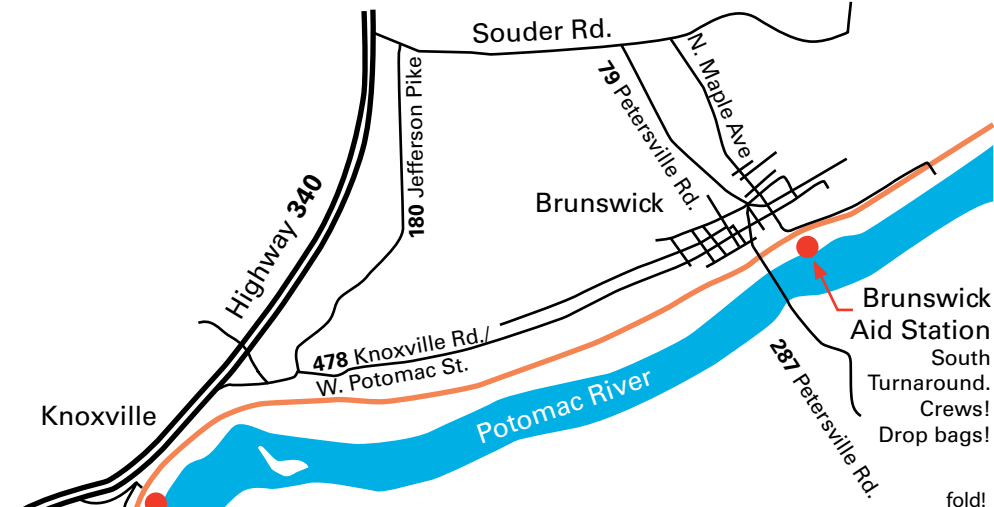 Souder Rd.
N. Maple Ave
79 Petersville Rd.
180 Jefferson Pike
Highway 340
Brunswick
478 Knoxville Rd./
W. Potomac St.
Knoxville
Potomac River
287 Petersville Rd.
Brunswick
Aid Station
South
Turnaround.
Crews!
Drop bags!
fold!